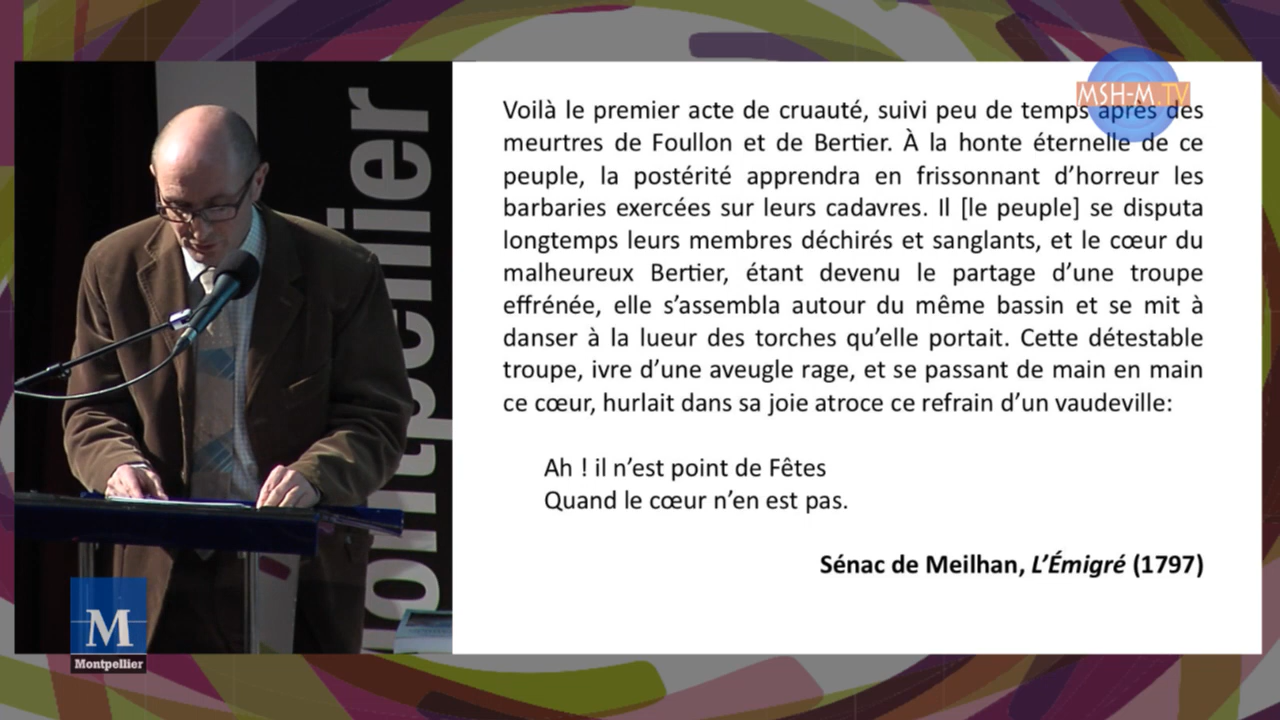 MSH-M.TV
Voilà le premier acte de cruauté, suivi peu de temps après des
meurtres de Foullon et de Bertier. À la honte éternelle de ce
peuple, la postérité apprendra en frissonnant d’horreur les
barbaries exercées sur leurs cadavres. Il [le peuple] se disputa
longtemps leurs membres déchirés et sanglants, et le cœur du
malheureux Bertier, étant devenu le partage d’une troupe
effrénée, elle s’assembla autour du même bassin et se mit à
danser à la lueur des torches qu’elle portait. Cette détestable
troupe, ivre d’une aveugle rage, et se passant de main en main
ce cœur, hurlait dans sa joie atroce ce refrain d’un vaudeville:
Ah ! il n’est point de Fêtes
Quand le cœur n’en est pas.
Sénac de Meilhan, L’Émigré (1797)
ontpellier
M
Montpellier